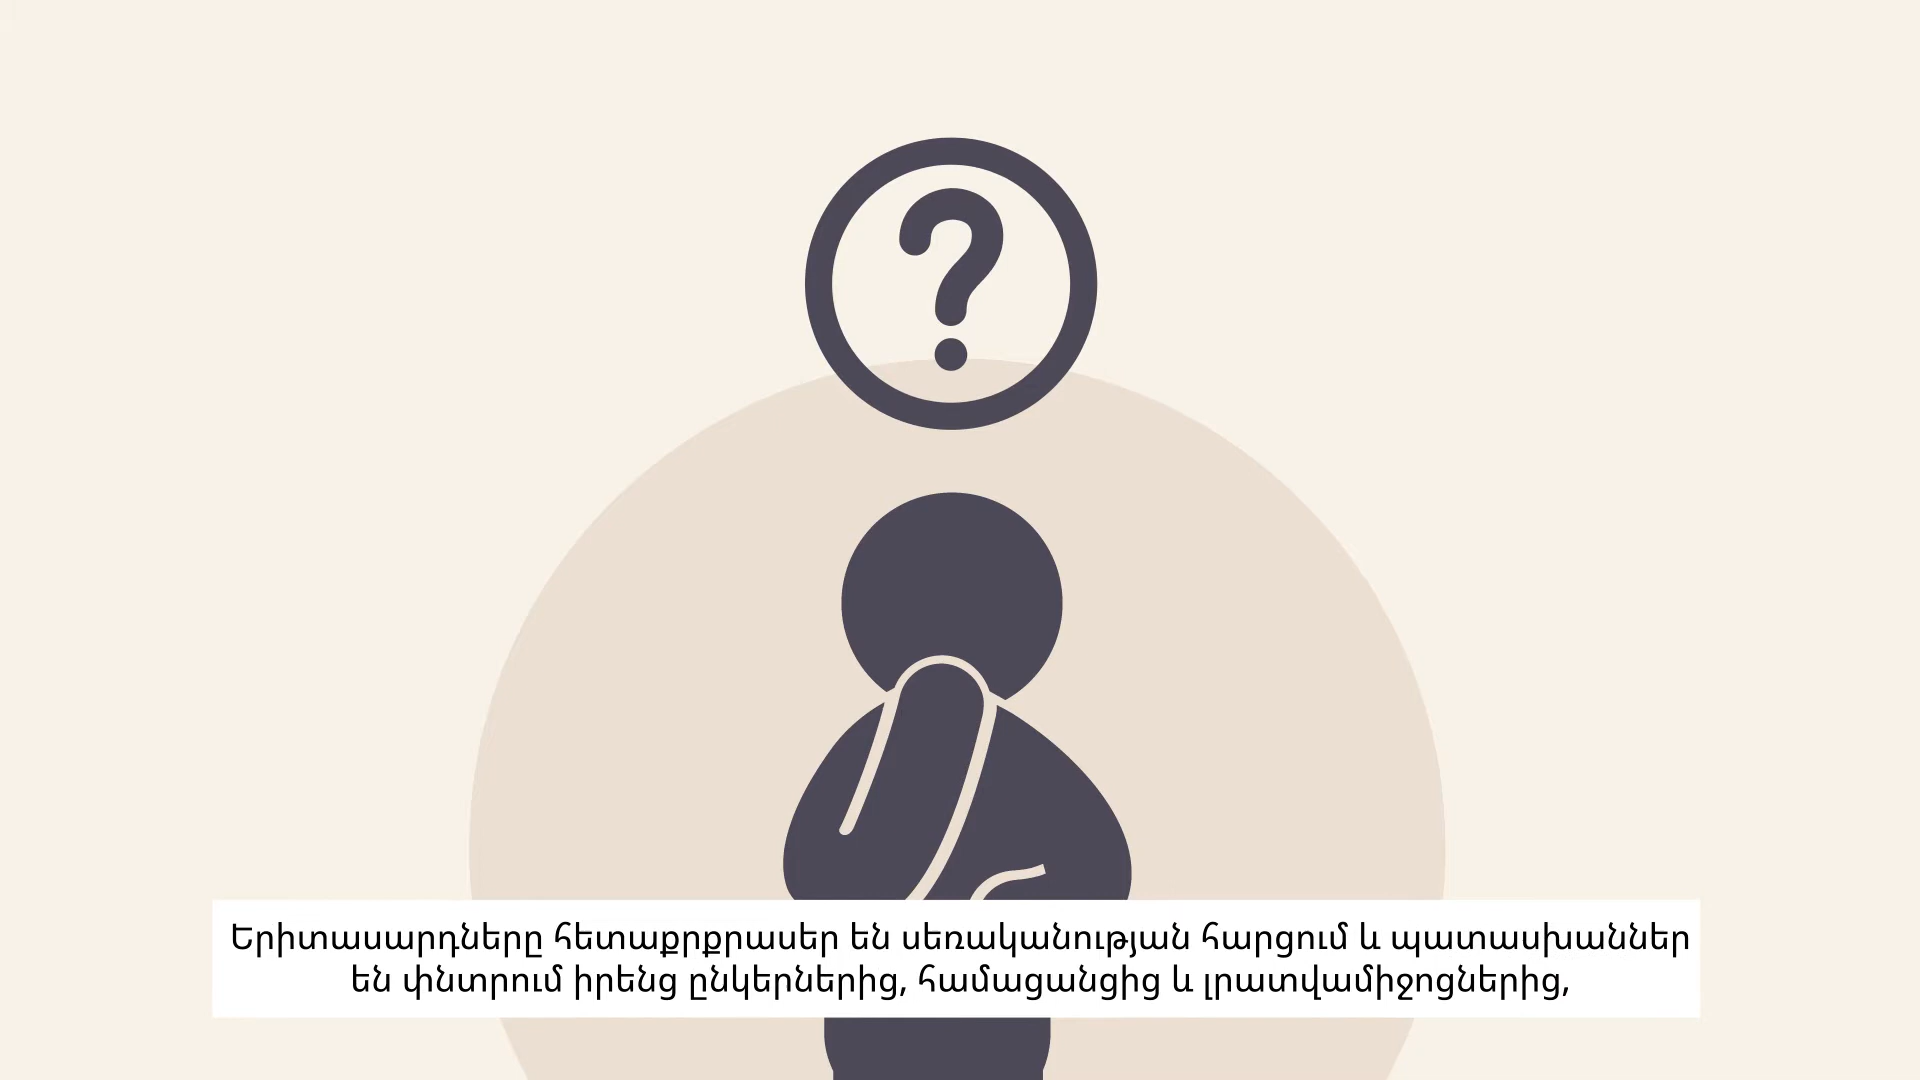 Երիտասարդները հետաքրքրասեր են սեռականության հարցում և պատասխաններ
են փնտրում իրենց ընկերներից, համացանցից և լրատվամիջոցներից,
?